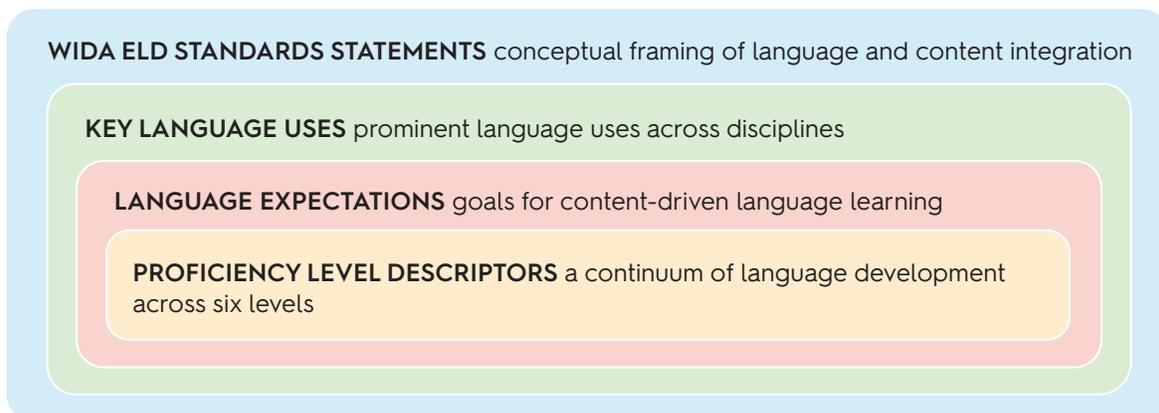 WIDA ELD STANDARDS STATEMENTS conceptual framing of language and content integration
KEY LANGUAGE USES prominent language uses across disciplines
LANGUAGE EXPECTATIONS goals for content-driven language learning
PROFICIENCY LEVEL DESCRIPTORS a continuum of language development
across six levels